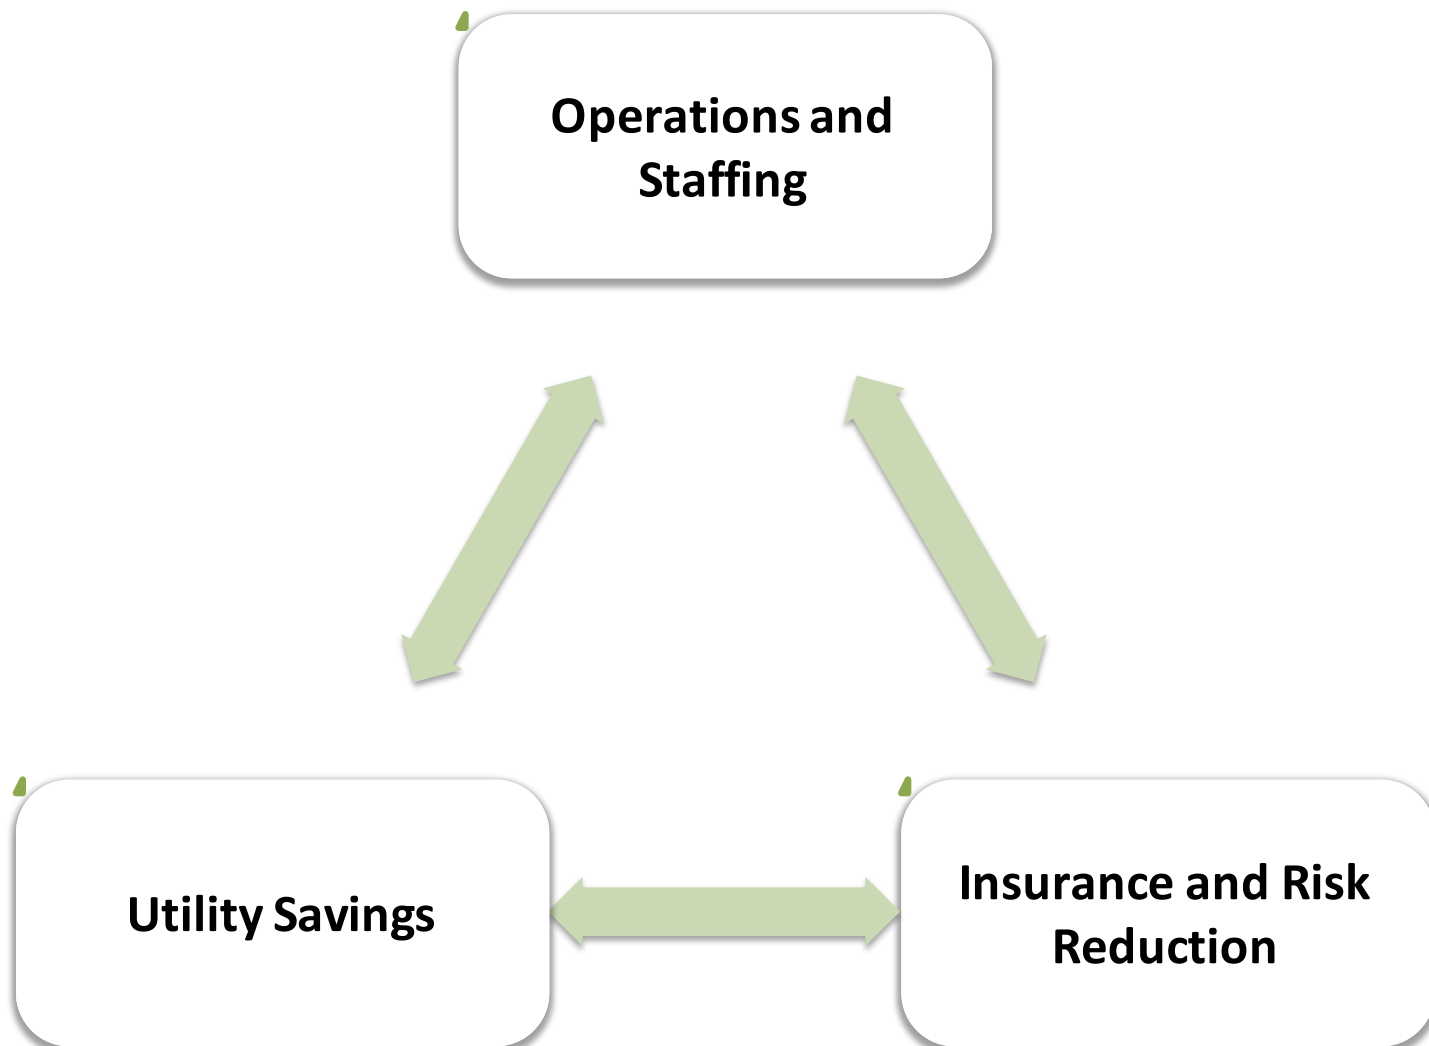 Operations and
Staffing
Utility Savings
Insurance and Risk
Reduction